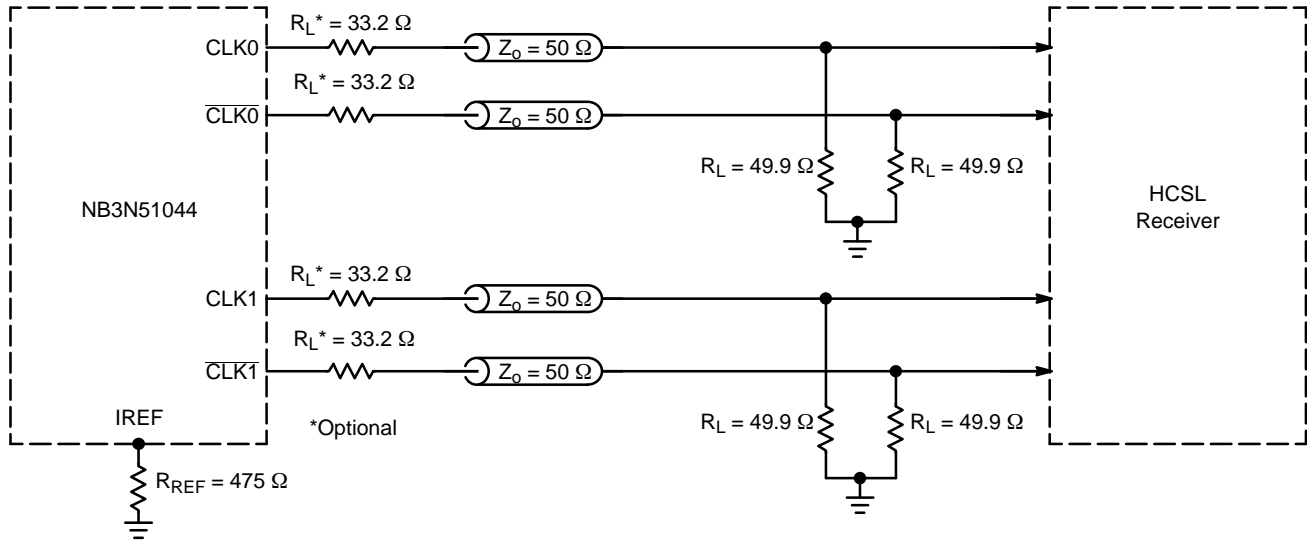 R_L* = 33.2 Ω
CLK0
Z_o = 50 Ω
R_L* = 33.2 Ω
C̅L̅K̅0̅
Z_o = 50 Ω
R_L = 49.9 Ω
R_L = 49.9 Ω
NB3N51044
HCSL
Receiver
R_L* = 33.2 Ω
CLK1
Z_o = 50 Ω
R_L* = 33.2 Ω
C̅L̅K̅1̅
Z_o = 50 Ω
IREF
*Optional
R_L = 49.9 Ω
R_L = 49.9 Ω
R_REF = 475 Ω